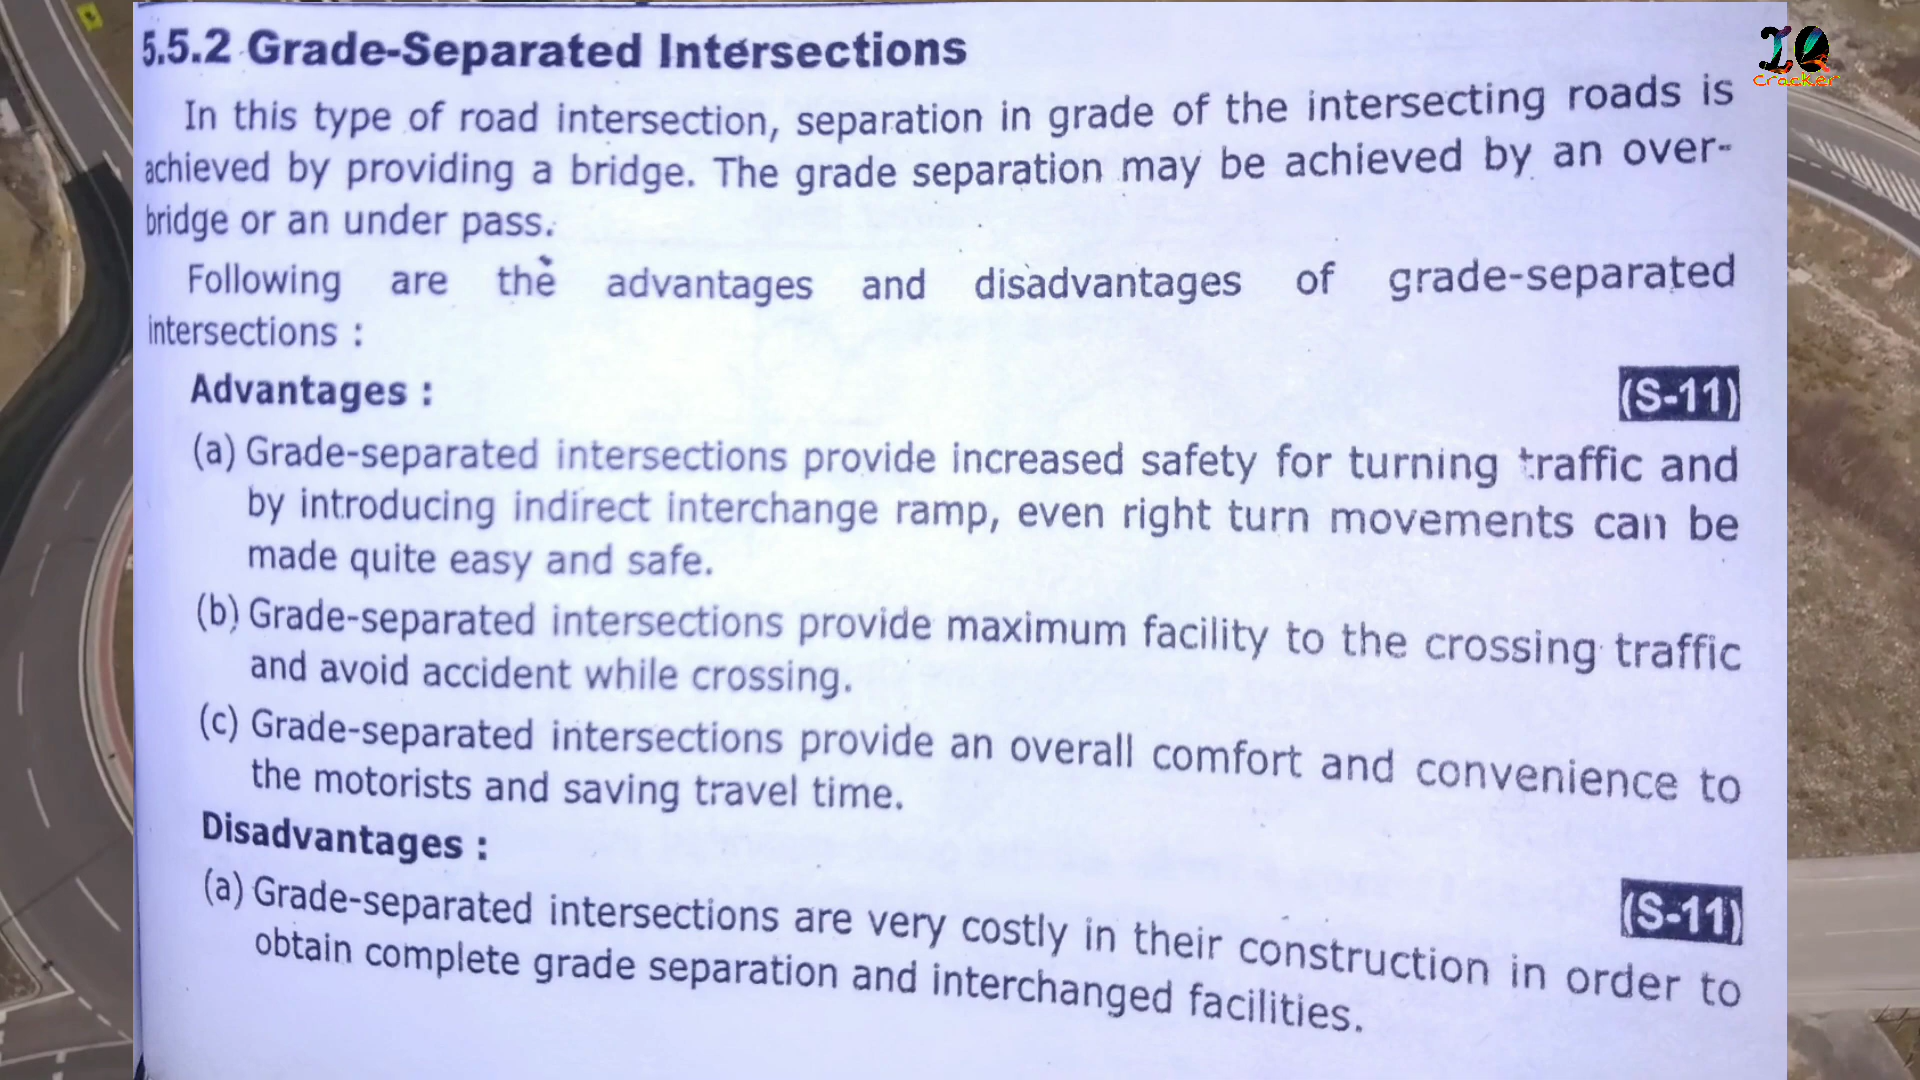 5.5.2 Grade-Separated Intersections
IQ
Cracker
In this type of road intersection, separation in grade of the intersecting roads is
achieved by providing a bridge. The grade separation may be achieved by an over-
bridge or an under pass.
Following are the advantages and disadvantages of grade-separated
intersections :
Advantages :
(S-11)
(a) Grade-separated intersections provide increased safety for turning traffic and
by introducing indirect interchange ramp, even right turn movements can be
made quite easy and safe.
(b) Grade-separated intersections provide maximum facility to the crossing traffic
and avoid accident while crossing.
(c) Grade-separated intersections provide an overall comfort and convenience to
the motorists and saving travel time.
Disadvantages :
(S-11)
(a) Grade-separated intersections are very costly in their construction in order to
obtain complete grade separation and interchanged facilities.